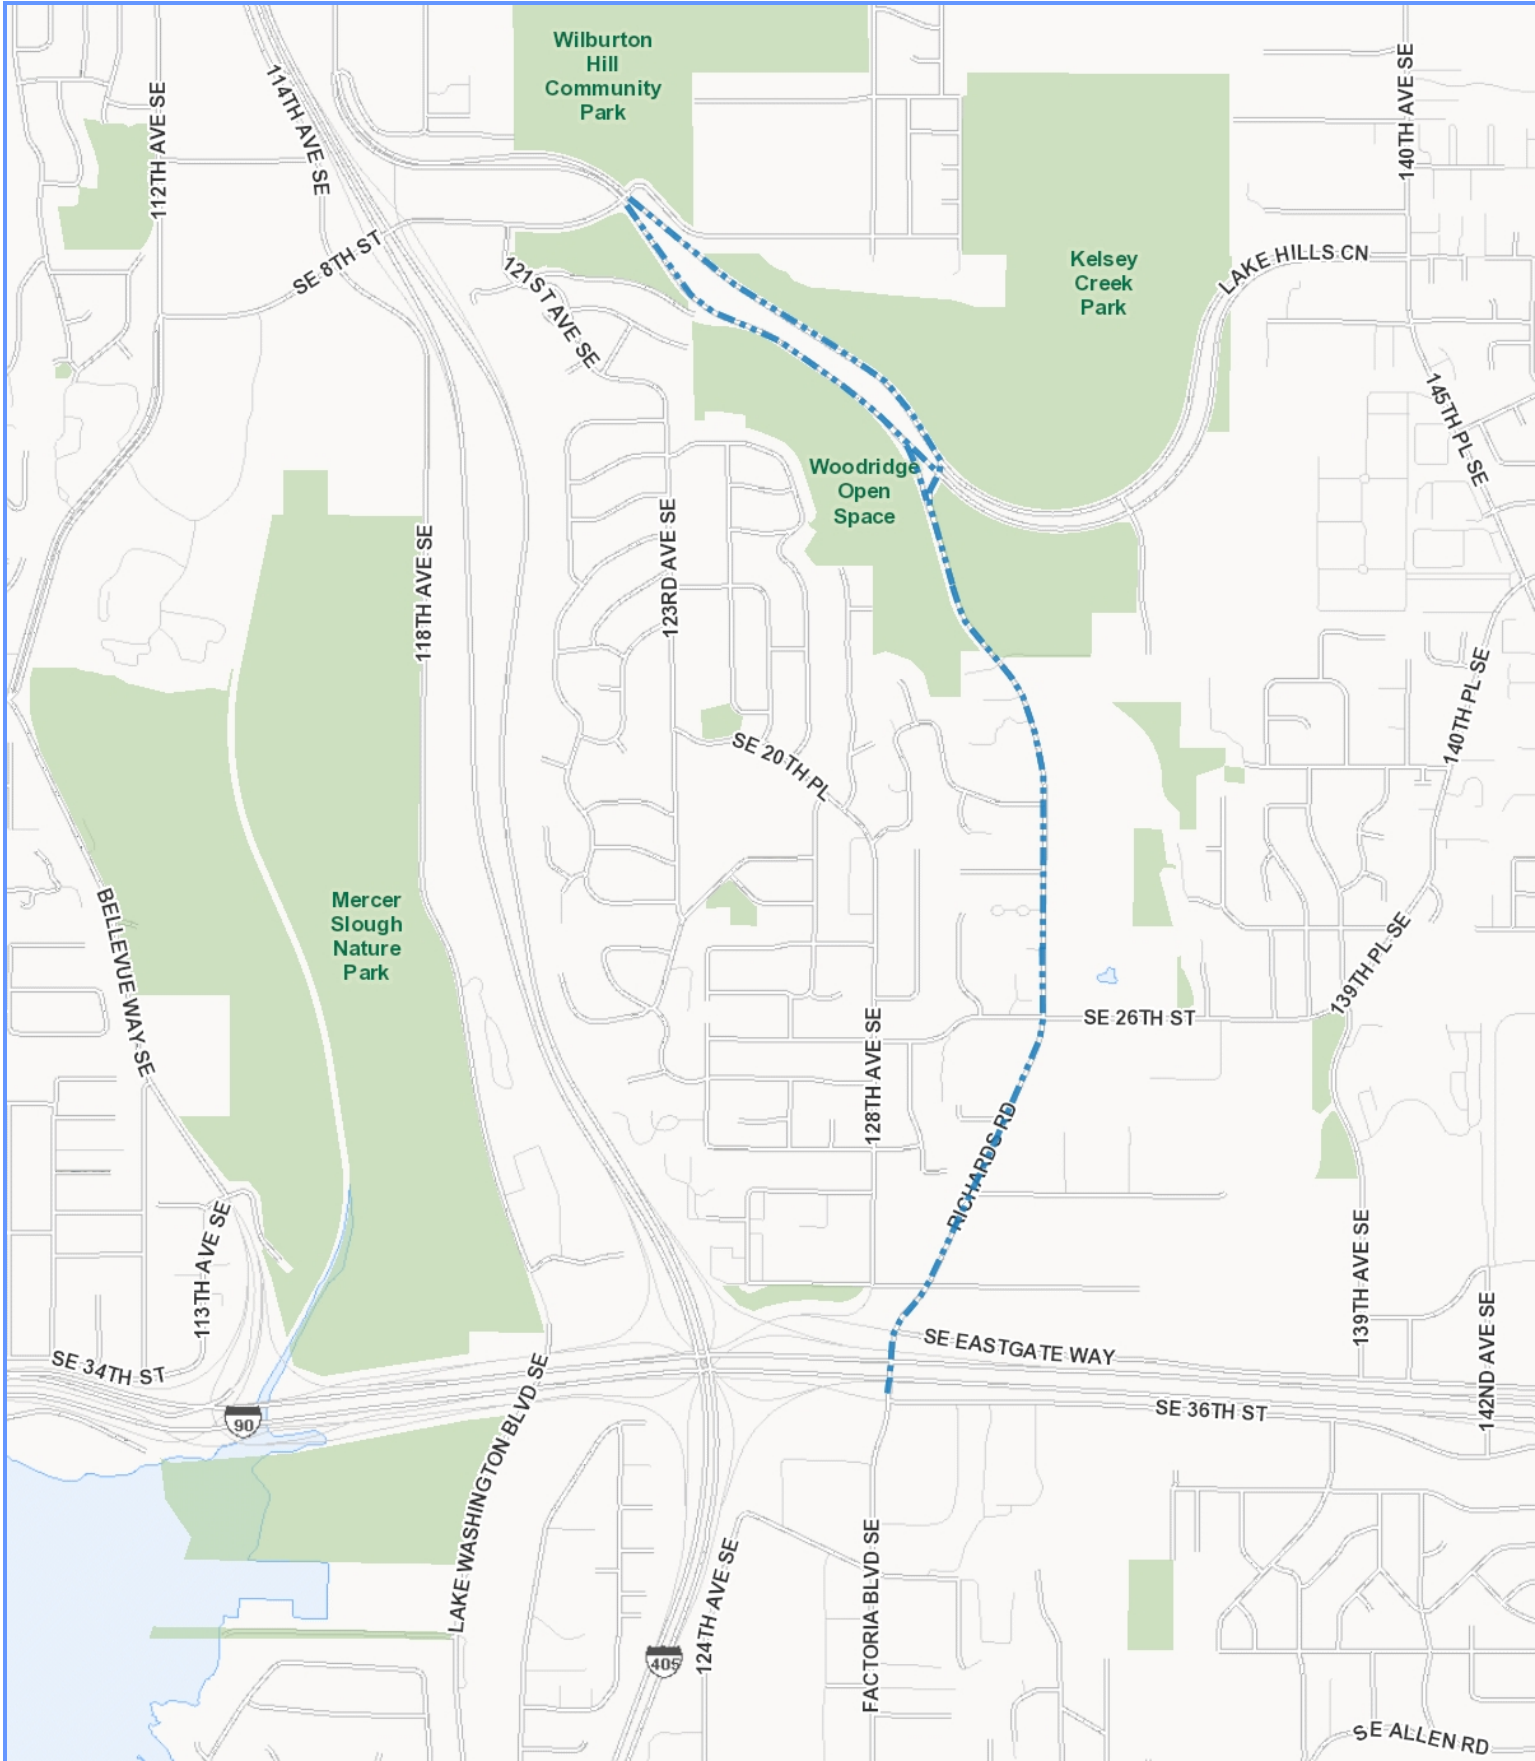 Wilburton
Hill
Community
Park
114TH AVE SE
112TH AVE SE
140TH AVE SE
SE 8TH ST
121ST AVE SE
Kelsey
Creek
Park
LAKE HILLS CN
145TH PL SE
Woodridge
Open
Space
118TH AVE SE
123RD AVE SE
140TH PL SE
SE 20TH PL
Mercer
Slough
Nature
Park
BELLEVUE WAY SE
139TH PL SE
SE 26TH ST
128TH AVE SE
RICHARDS RD
113TH AVE SE
139TH AVE SE
142ND AVE SE
SE EASTGATE WAY
SE 34TH ST
90
SE 36TH ST
LAKE WASHINGTON BLVD SE
FACTORIA BLVD SE
124TH AVE SE
405
SE ALLEN RD